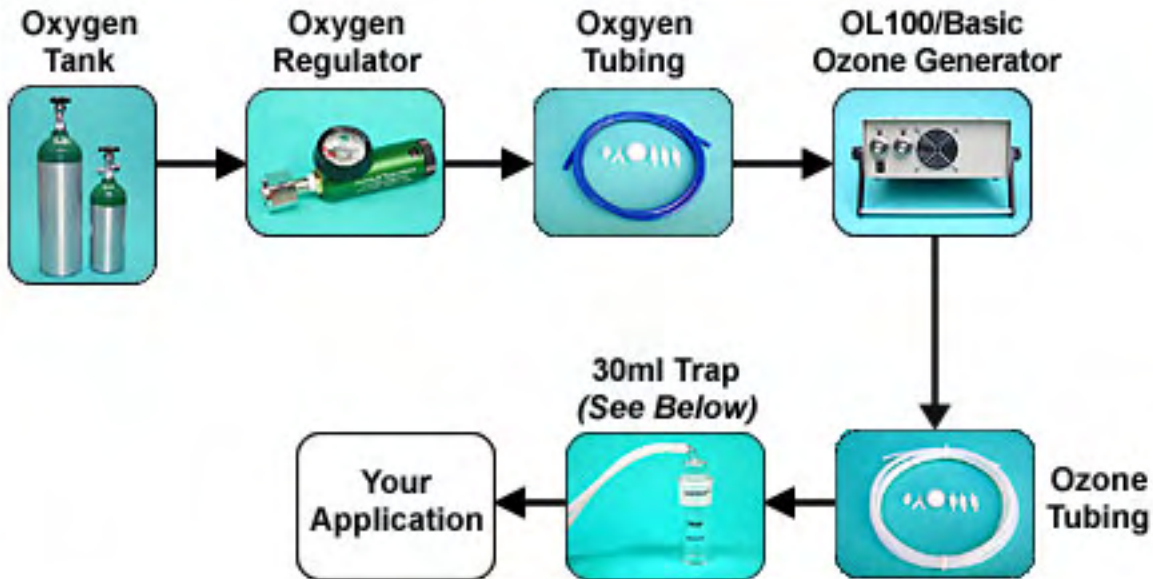 Oxygen
Tank
Oxygen
Regulator
Oxgyen
Tubing
OL100/Basic
Ozone Generator
30ml Trap
(See Below)
Your
Application
Ozone
Tubing